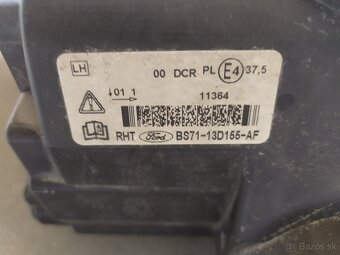 LH
00 DCR PL E4 37,5
↓01 1
11364
RHT Ford BS71-13D155-AF
© bazos.sk